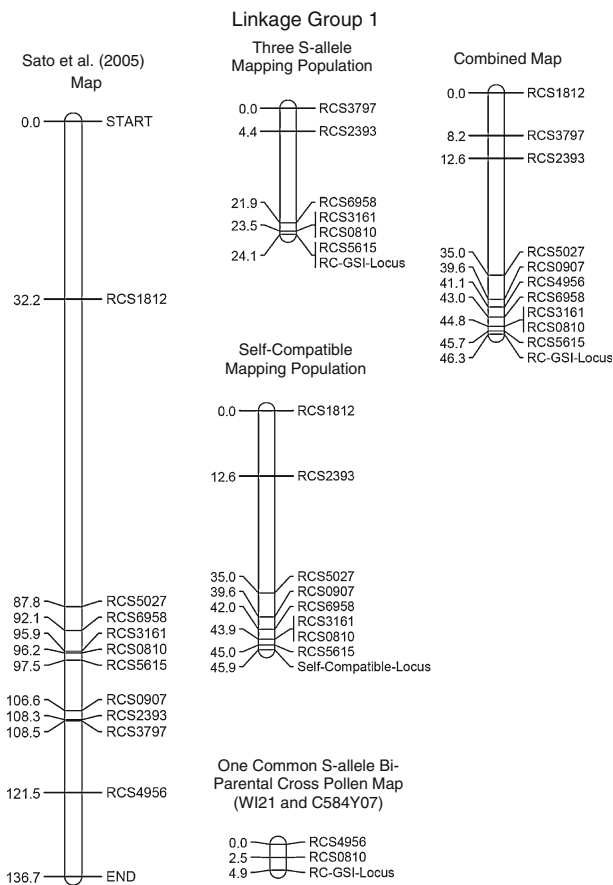 Linkage Group 1
Sato et al. (2005)
Map
0.0 START
32.2 RCS1812
87.8 RCS5027
92.1 RCS6958
95.9 RCS3161
96.2 RCS0810
97.5 RCS5615
106.6 RCS0907
108.3 RCS2393
108.5 RCS3797
121.5 RCS4956
136.7 END
Three S-allele
Mapping Population
0.0 RCS3797
4.4 RCS2393
21.9 RCS6958
23.5 RCS3161
RCS0810
24.1 RCS5615
RC-GSI-Locus
Self-Compatible
Mapping Population
0.0 RCS1812
12.6 RCS2393
35.0 RCS5027
39.6 RCS0907
42.0 RCS6958
43.9 RCS3161
RCS0810
45.0 RCS5615
45.9 Self-Compatible-Locus
One Common S-allele Bi-
Parental Cross Pollen Map
(WI21 and C584Y07)
0.0 RCS4956
2.5 RCS0810
4.9 RC-GSI-Locus
Combined Map
0.0 RCS1812
8.2 RCS3797
12.6 RCS2393
35.0 RCS5027
39.6 RCS0907
41.1 RCS4956
43.0 RCS6958
44.8 RCS3161
RCS0810
45.7 RCS5615
46.3 RC-GSI-Locus